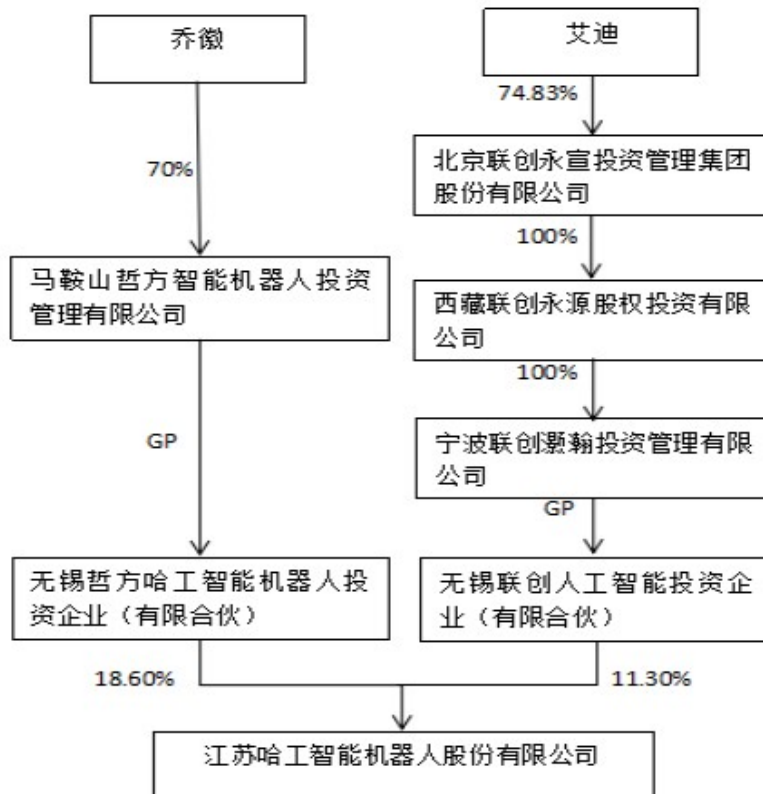 乔徽
艾迪
74.83%
70%
北京联创永宣投资管理集团
股份有限公司
100%
马鞍山哲方智能机器人投资
管理有限公司
西藏联创永源股权投资有限
公司
100%
GP
宁波联创灏瀚投资管理有限
公司
GP
无锡哲方哈工智能机器人投
资企业（有限合伙）
无锡联创人工智能投资企
业（有限合伙）
18.60%
11.30%
江苏哈工智能机器人股份有限公司